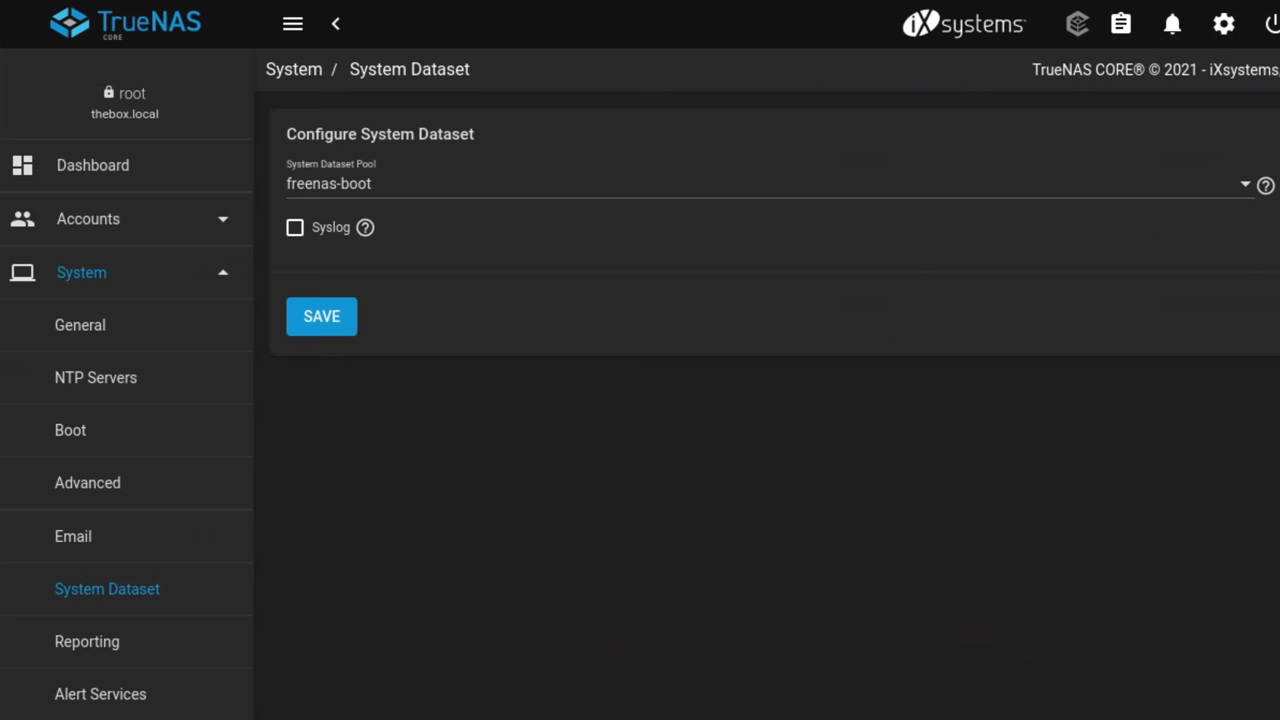 TrueNAS
CORE
iXsystems
root
thebox.local
Dashboard
Accounts
System
General
NTP Servers
Boot
Advanced
Email
System Dataset
Reporting
Alert Services
System / System Dataset
TrueNAS CORE® © 2021 - iXsystems,
Configure System Dataset
System Dataset Pool
freenas-boot
Syslog
SAVE